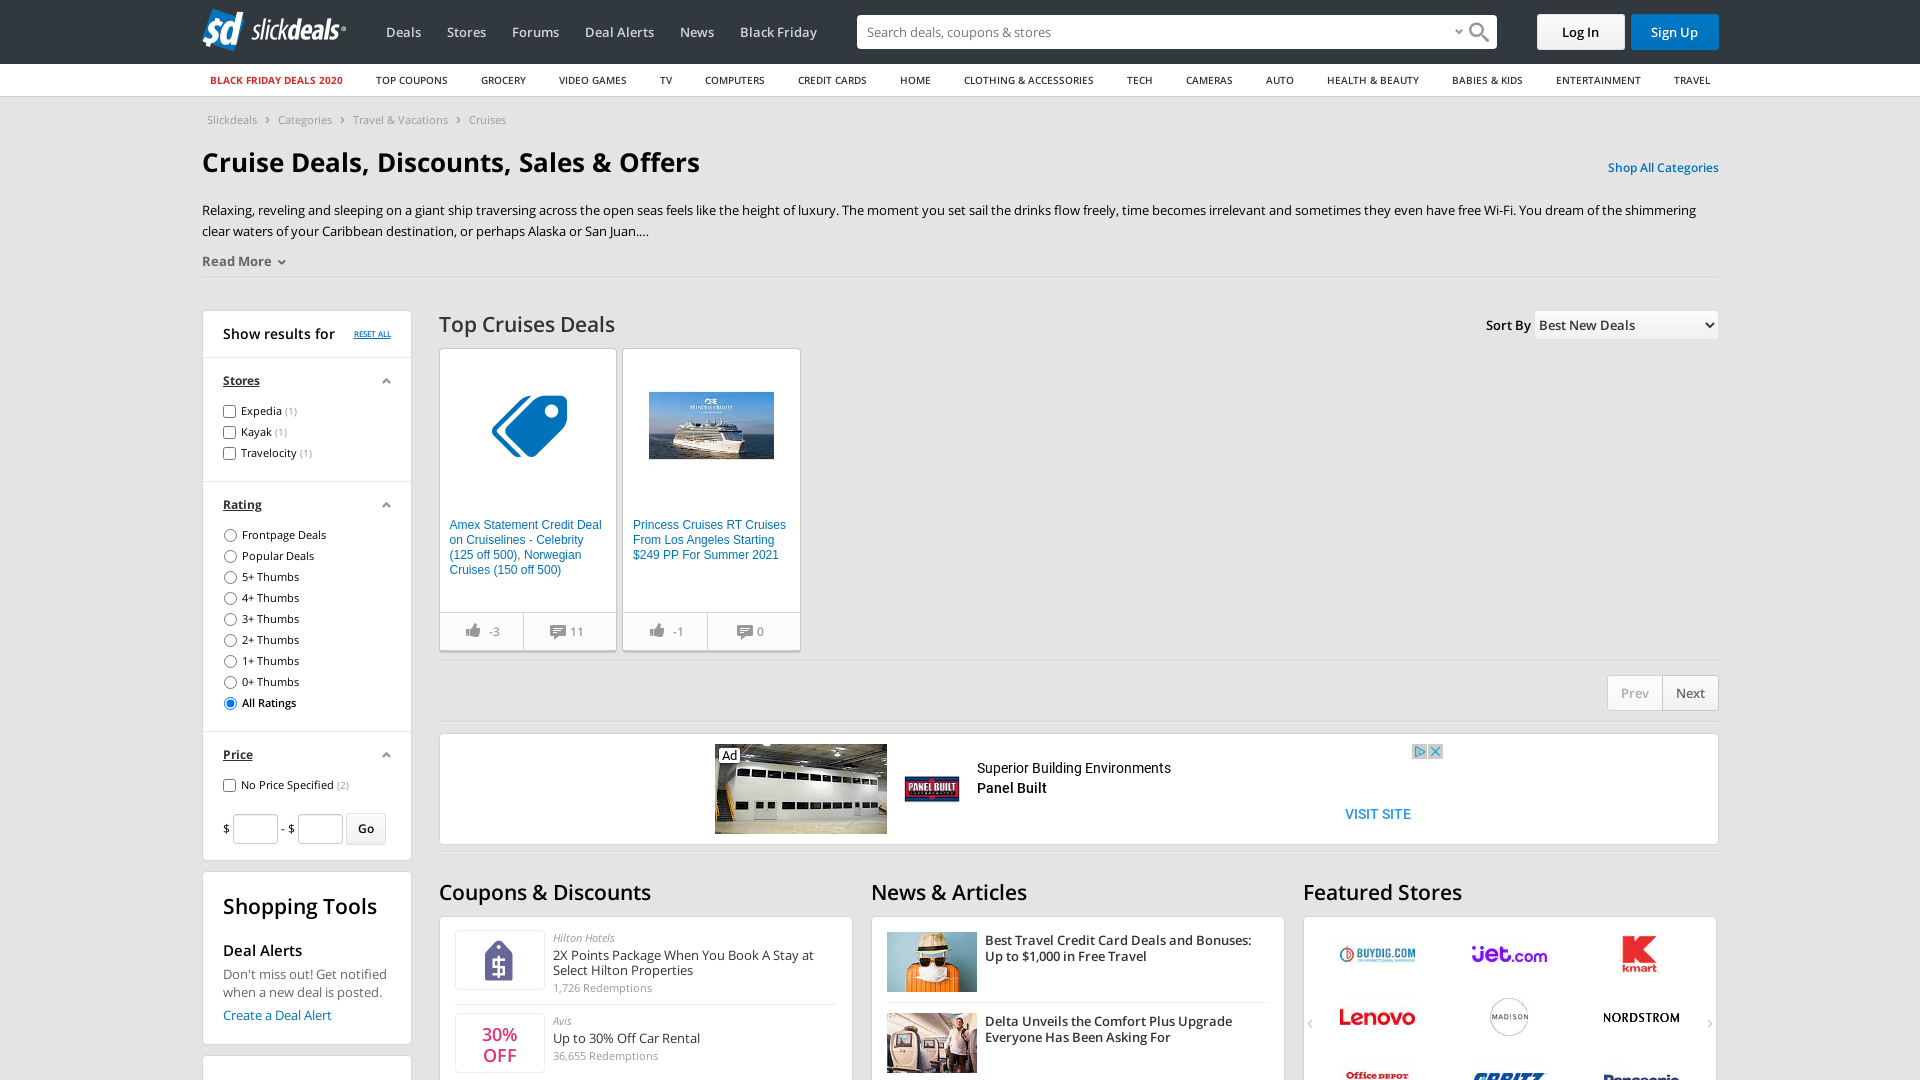 sd slickdeals
Deals
Stores
Forums
Deal Alerts
News
Black Friday
Search deals, coupons & stores
Log In
Sign Up
BLACK FRIDAY DEALS 2020
TOP COUPONS
GROCERY
VIDEO GAMES
TV
COMPUTERS
CREDIT CARDS
HOME
CLOTHING & ACCESSORIES
TECH
CAMERAS
AUTO
HEALTH & BEAUTY
BABIES & KIDS
ENTERTAINMENT
TRAVEL
Slickdeals > Categories > Travel & Vacations > Cruises
Cruise Deals, Discounts, Sales & Offers
Shop All Categories
Relaxing, reveling and sleeping on a giant ship traversing across the open seas feels like the height of luxury. The moment you set sail the drinks flow freely, time becomes irrelevant and sometimes they even have free Wi-Fi. You dream of the shimmering
clear waters of your Caribbean destination, or perhaps Alaska or San Juan....
Read More
Show results for
RESET ALL
Stores
Expedia (1)
Kayak (1)
Travelocity (1)
Rating
Frontpage Deals
Popular Deals
5+ Thumbs
4+ Thumbs
3+ Thumbs
2+ Thumbs
1+ Thumbs
0+ Thumbs
All Ratings
Price
No Price Specified (2)
$ - $ Go
Shopping Tools
Deal Alerts
Don't miss out! Get notified
when a new deal is posted.
Create a Deal Alert
Top Cruises Deals
Sort By Best New Deals
Amex Statement Credit Deal
on Cruiselines - Celebrity
(125 off 500), Norwegian
Cruises (150 off 500)
-3
11
PRINCESS CRUISES
Princess Cruises RT Cruises
From Los Angeles Starting
$249 PP For Summer 2021
-1
0
Prev
Next
Ad
PANEL BUILT
Superior Building Environments
Panel Built
VISIT SITE
Coupons & Discounts
Hilton Hotels
2X Points Package When You Book A Stay at
Select Hilton Properties
1,726 Redemptions
30%
OFF
Avis
Up to 30% Off Car Rental
36,655 Redemptions
News & Articles
Best Travel Credit Card Deals and Bonuses:
Up to $1,000 in Free Travel
Delta Unveils the Comfort Plus Upgrade
Everyone Has Been Asking For
Featured Stores
BUYDIG.COM
Jet.com
kmart
Lenovo
MADISON
NORDSTROM
Office DEPOT
ORBITZ
Panasonic